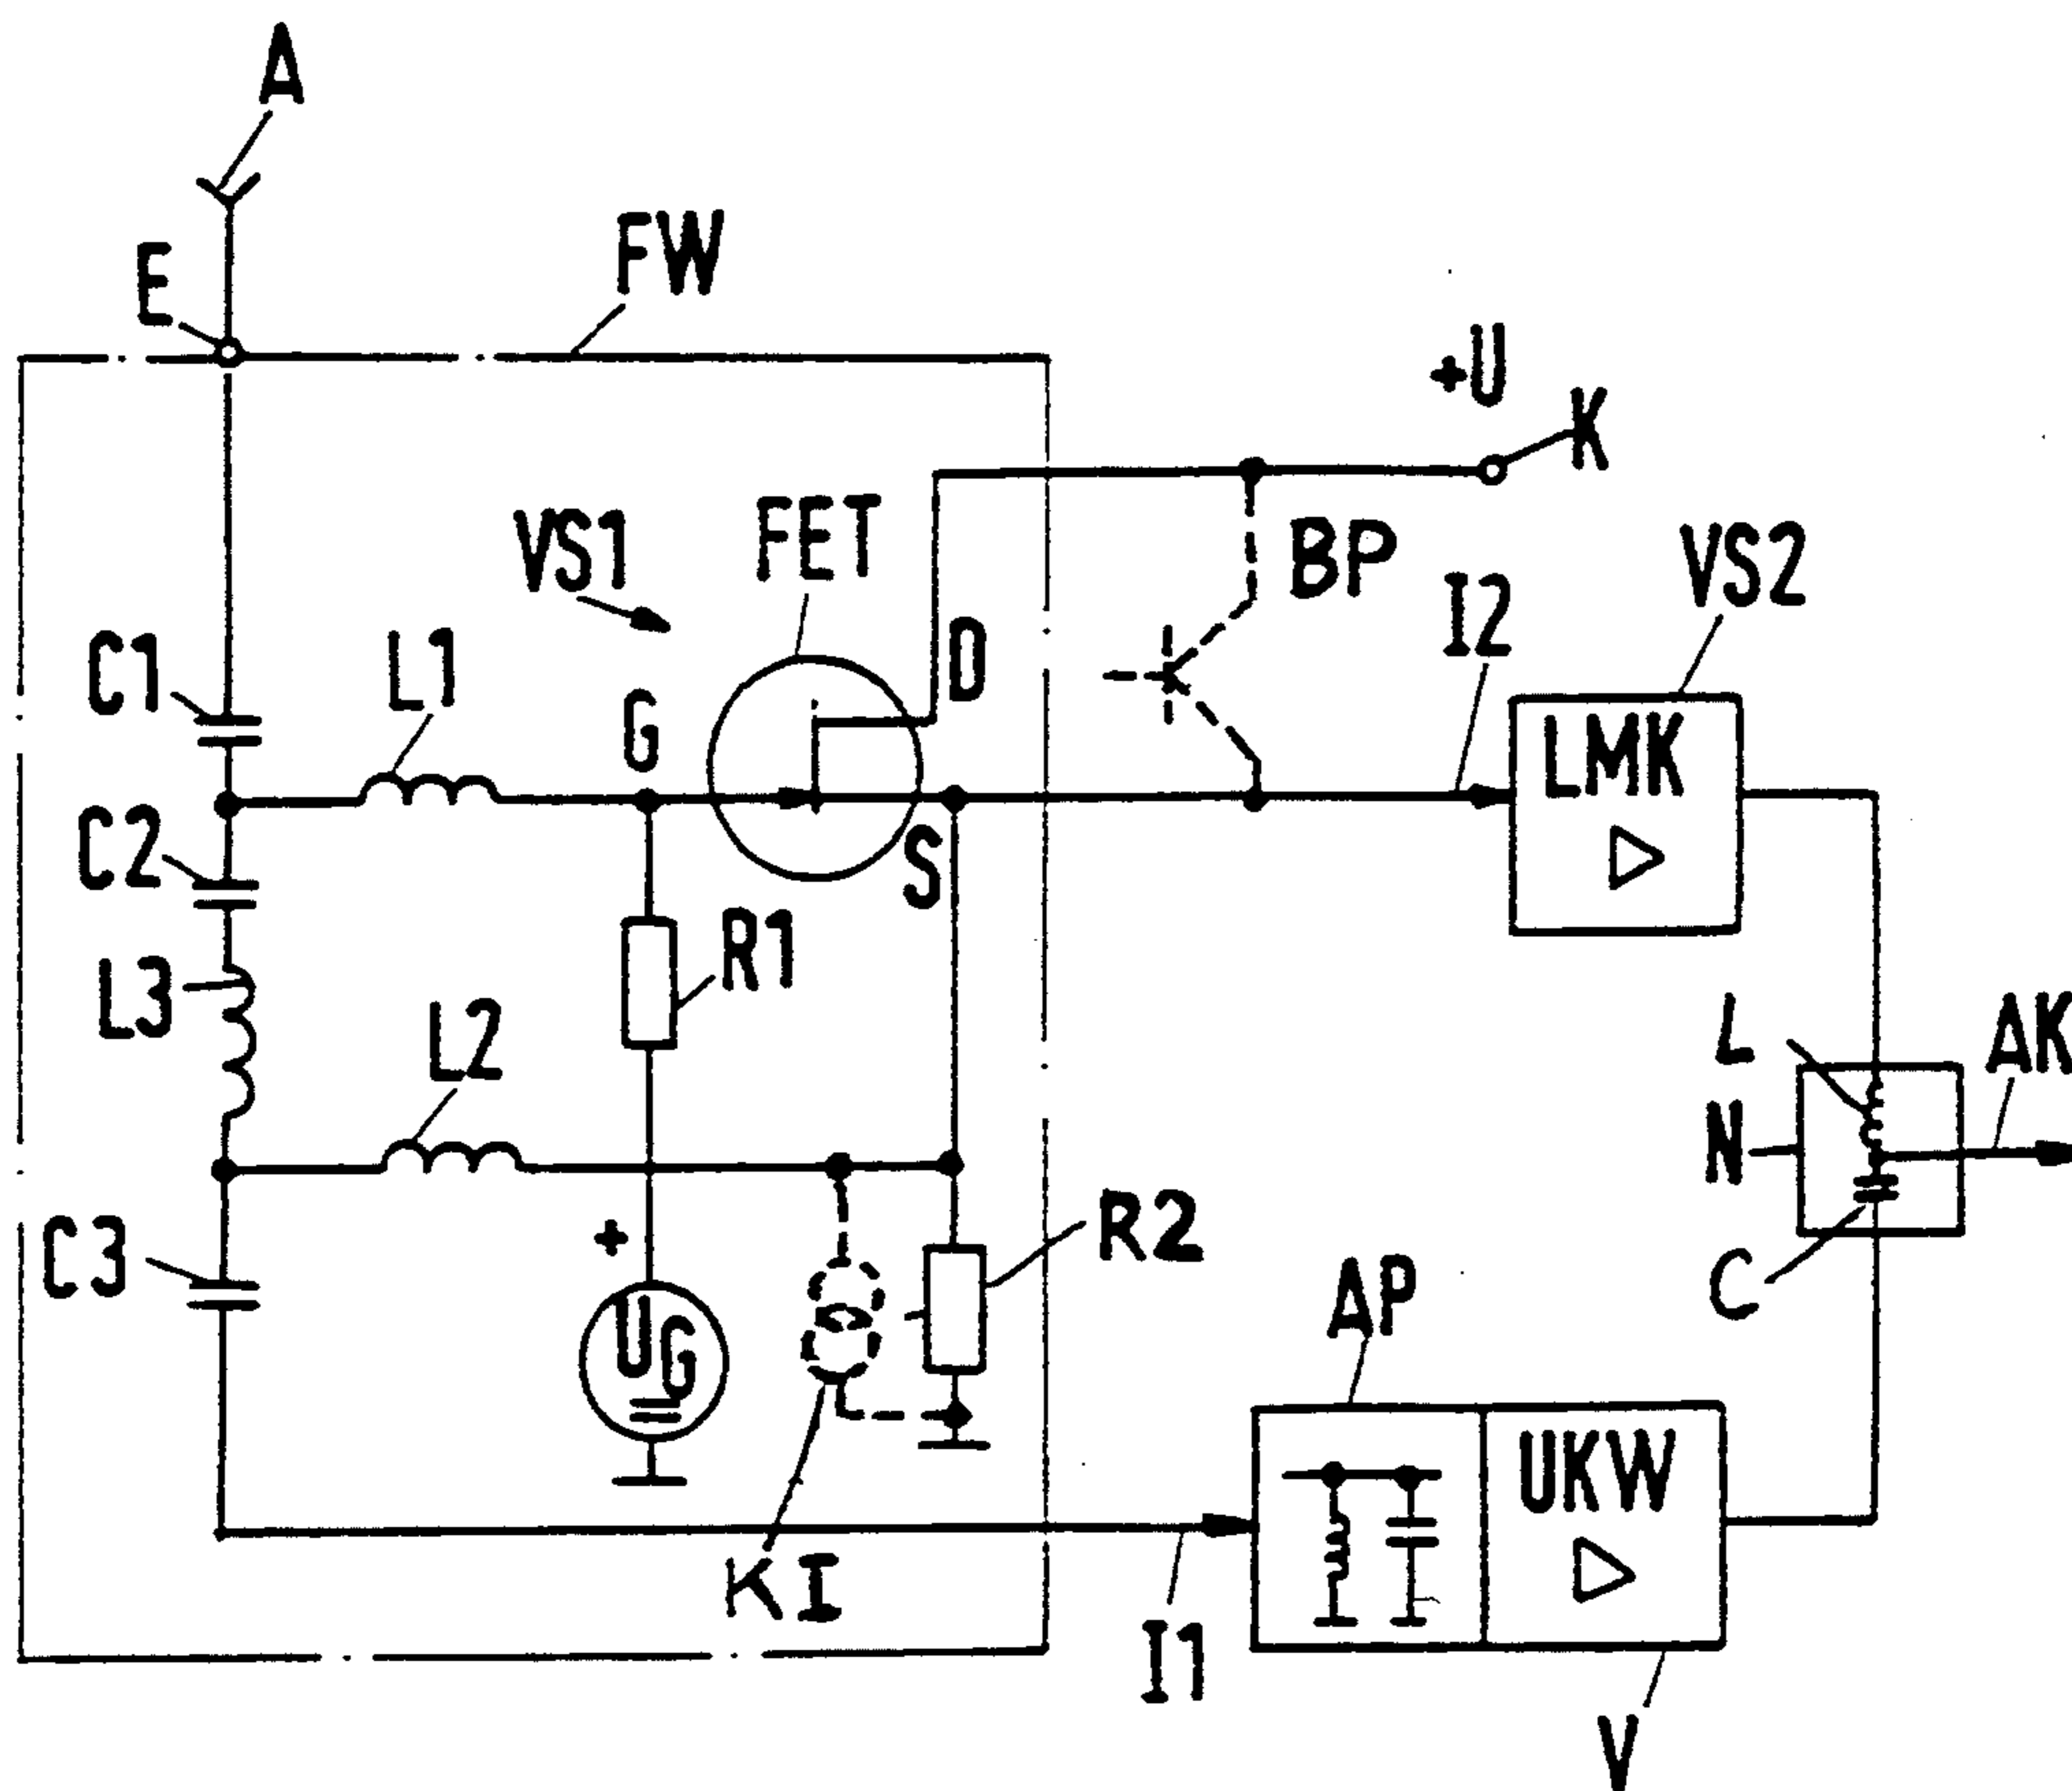 A
E
FW
+U
K
VS1
FET
D
BP
I2
VS2
C1
L1
G
LMK
C2
S
R1
L3
L2
L
AK
N
C3
+
R2
C
UG
AP
UKW
KI
I1
V